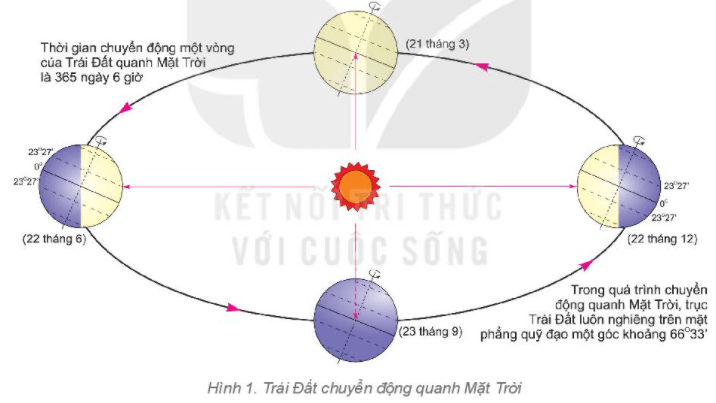 (21 tháng 3)
Thời gian chuyển động một vòng
của Trái Đất quanh Mặt Trời
là 365 ngày 6 giờ
23°27'
0°
23°27'
(22 tháng 6)
23°27'
0°
23°27'
(22 tháng 12)
KẾT NỐI TRI THỨC
VỚI CUỘC SỐNG
(23 tháng 9)
Trong quá trình chuyển
động quanh Mặt Trời, trục
Trái Đất luôn nghiêng trên mặt
phẳng quỹ đạo một góc khoảng 66°33'
Hình 1. Trái Đất chuyển động quanh Mặt Trời